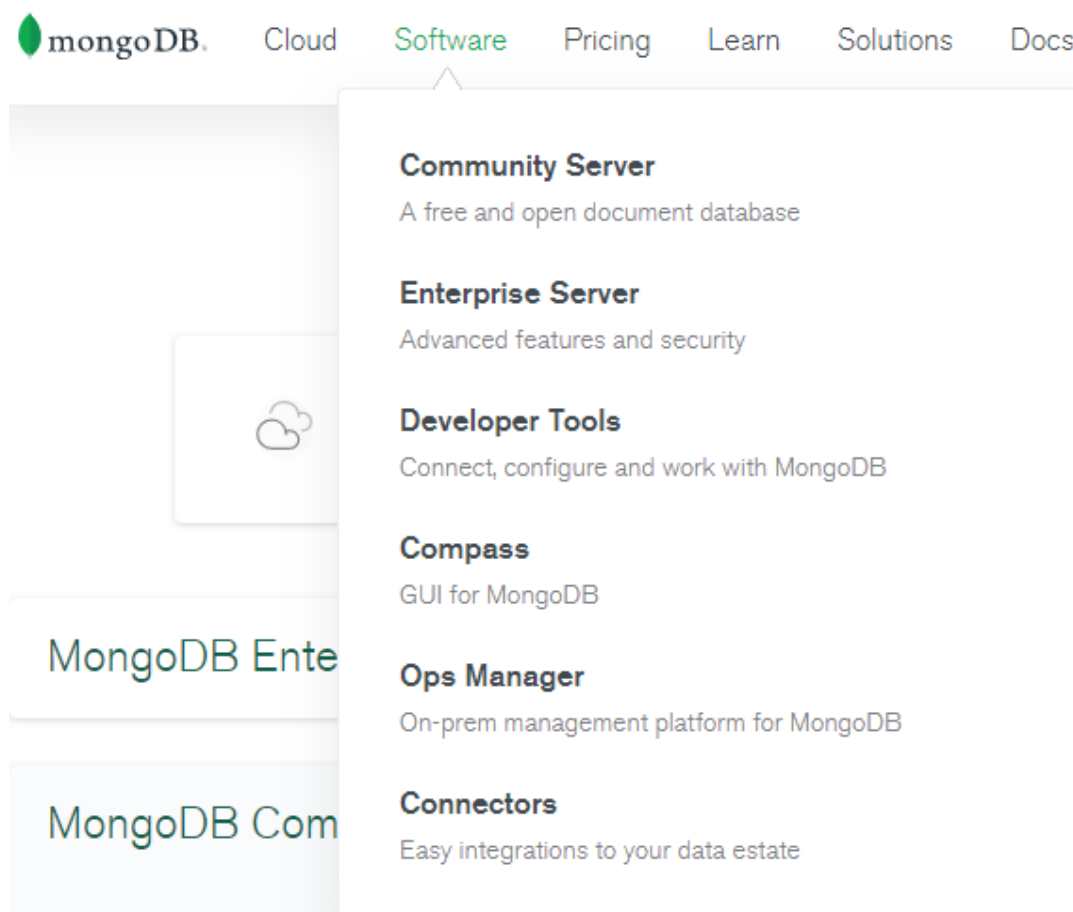 mongoDB. Cloud Software Pricing Learn Solutions Docs
Community Server
A free and open document database
Enterprise Server
Advanced features and security
Developer Tools
Connect, configure and work with MongoDB
Compass
GUI for MongoDB
MongoDB Ente
Ops Manager
On-prem management platform for MongoDB
MongoDB Com
Connectors
Easy integrations to your data estate